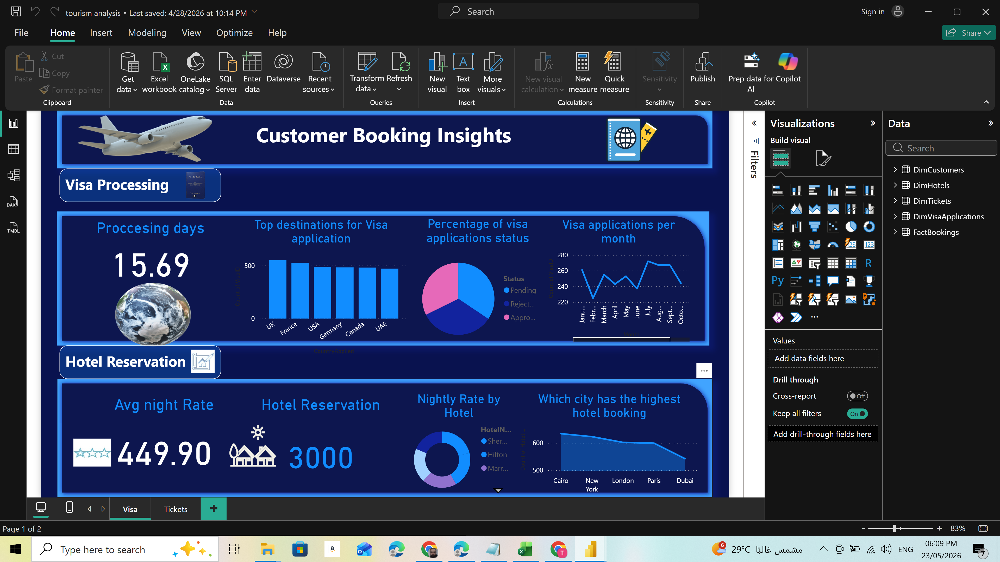 tourism analysis • Last saved: 4/28/2026 at 10:14 PM
Search
Sign in
File Home Insert Modeling View Optimize Help
Share
Paste
Cut
Copy
Format painter
Clipboard
Get data
Excel workbook
OneLake catalog
SQL Server
Enter data
Dataverse
Recent sources
Data
Transform data
Refresh
Queries
New visual
Text box
More visuals
Insert
New visual calculation
New measure
Quick measure
Calculations
Sensitivity
Sensitivity
Publish
Share
Prep data for AI
Copilot
Copilot
DAX
TMDL
Customer Booking Insights
Visa Processing
PASSPORT
Proccesing days
15.69
Top destinations for Visa application
Count of VisaID
500
0
UK
France
USA
Germany
Canada
UAE
CountryApplied
Percentage of visa applications status
Status
Pending
Reject...
Appro...
Visa applications per month
Count of VisaID
280
260
240
220
Janu...
Febr...
March
April
May
June
July
Aug...
Sept...
Octo...
Month
Hotel Reservation
Avg night Rate
449.90
Hotel Reservation
3000
Nightly Rate by Hotel
HotelN...
Sher...
Hilton
Marr...
Which city has the highest hotel booking
Count of HotelI...
600
500
Cairo
New York
London
Paris
Dubai
Filters
Visualizations
Build visual
123
123
R
Py
Values
Add data fields here
Drill through
Cross-report
Off
Keep all filters
On
Add drill-through fields here
Data
Search
DimCustomers
DimHotels
DimTickets
DimVisaApplications
FactBookings
Visa
Tickets
Page 1 of 2
- + 83%
Type here to search
a
T
6
29°C مشمس غالبًا
ENG
06:09 PM
23/05/2026
7